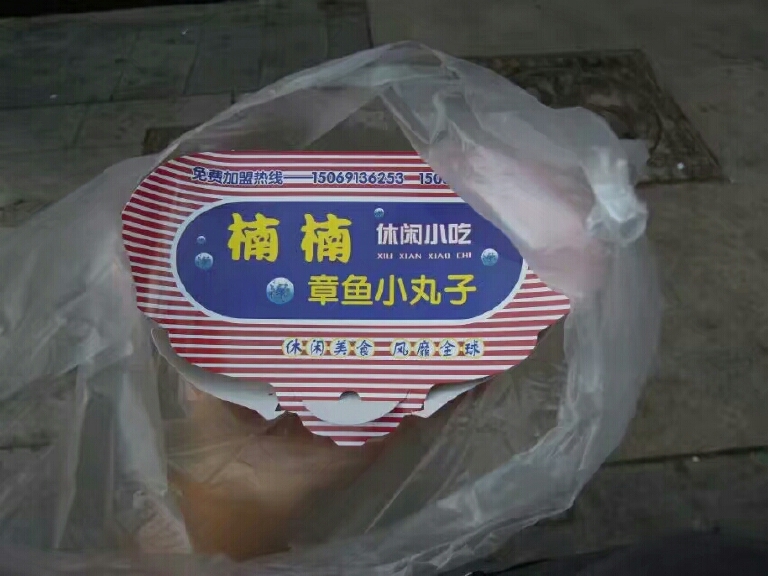 免费加盟热线——15069136253 150
楠楠 休闲小吃
XIU XIAN XIAO CHI
章鱼小丸子
休闲美食 风靡全球